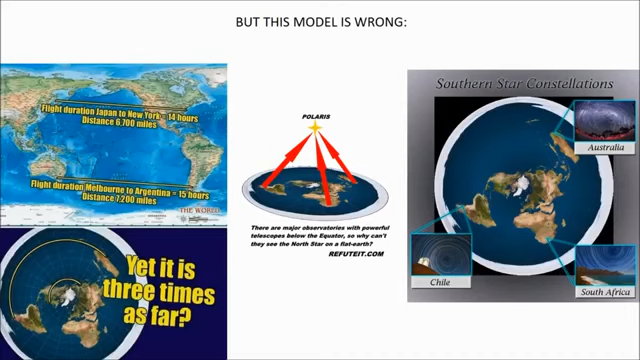 BUT THIS MODEL IS WRONG:
Flight duration Japan to New York = 14 hours
Distance 6,700 miles
Flight duration Melbourne to Argentina = 15 hours
Distance 7,200 miles
THE WORLD
Yet it is
three times
as far?
POLARIS
There are major observatories with powerful
telescopes below the Equator, so why can't
they see the North Star on a flat-earth?
REFUTEIT.COM
Southern Star Constellations
Australia
Chile
South Africa